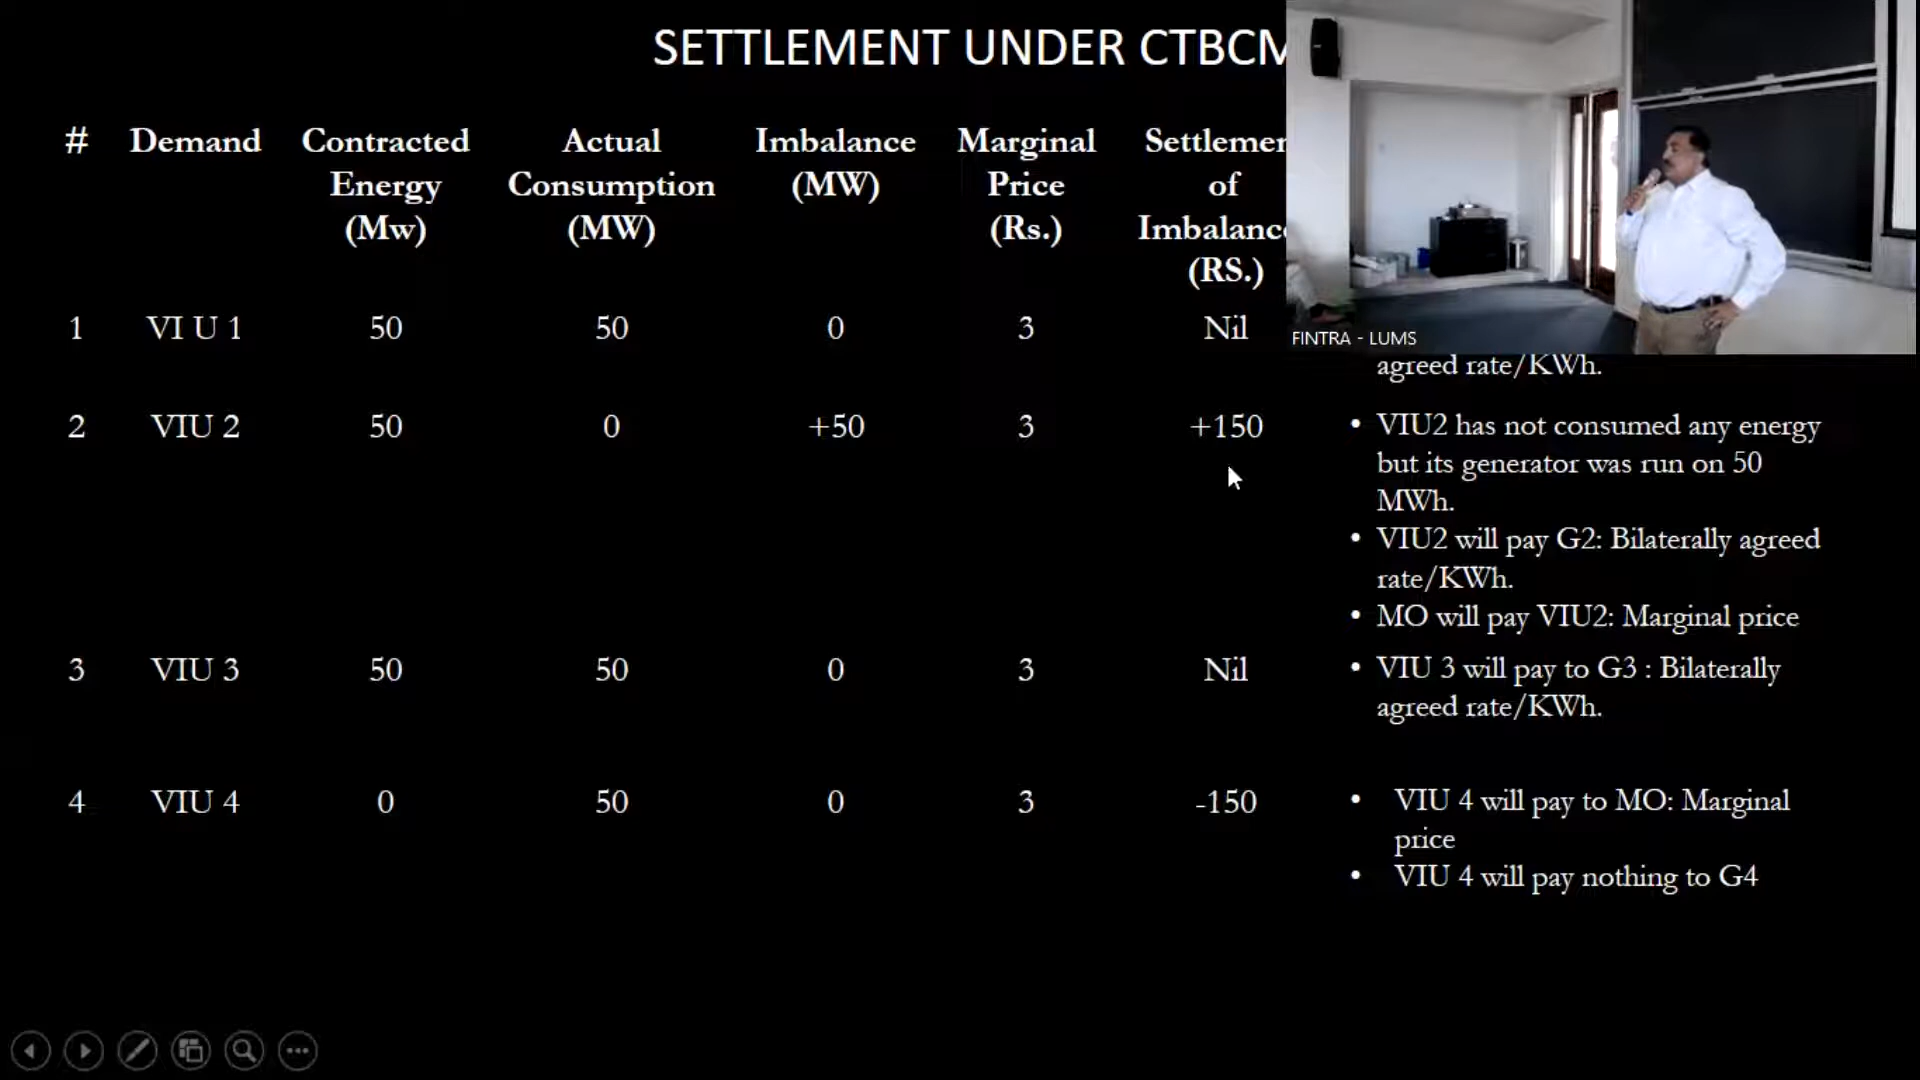 SETTLEMENT UNDER CTBCM
# Demand Contracted Energy (Mw) Actual Consumption (MW) Imbalance (MW) Marginal Price (Rs.) Settlemen of Imbalanc (RS.)
FINTRA - LUMS
1 VI U 1 50 50 0 3 Nil
agreed rate/KWh.
2 VIU 2 50 0 +50 3 +150
• VIU2 has not consumed any energy
but its generator was run on 50
MWh.
• VIU2 will pay G2: Bilaterally agreed
rate/KWh.
• MO will pay VIU2: Marginal price
3 VIU 3 50 50 0 3 Nil
• VIU 3 will pay to G3 : Bilaterally
agreed rate/KWh.
4 VIU 4 0 50 0 3 -150
• VIU 4 will pay to MO: Marginal
price
• VIU 4 will pay nothing to G4